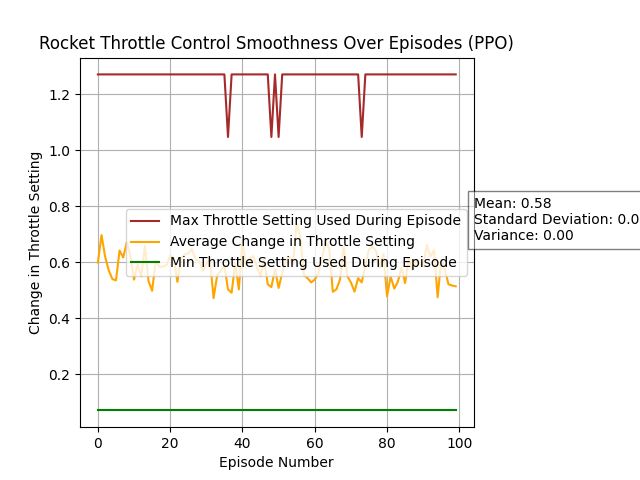 Rocket Throttle Control Smoothness Over Episodes (PPO)
Change in Throttle Setting
1.2
1.0
0.8
0.6
0.4
0.2
Max Throttle Setting Used During Episode
Average Change in Throttle Setting
Min Throttle Setting Used During Episode
Mean: 0.58
Standard Deviation: 0.0
Variance: 0.00
0 20 40 60 80 100
Episode Number